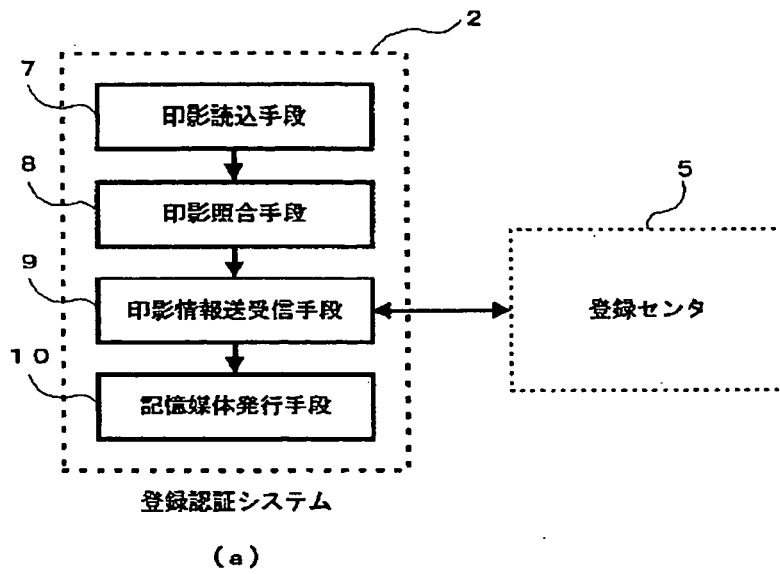 2
7
印影読込手段
8
印影照合手段
5
9
印影情報送受信手段
登録センタ
10
記憶媒体発行手段
登録認証システム
(a)